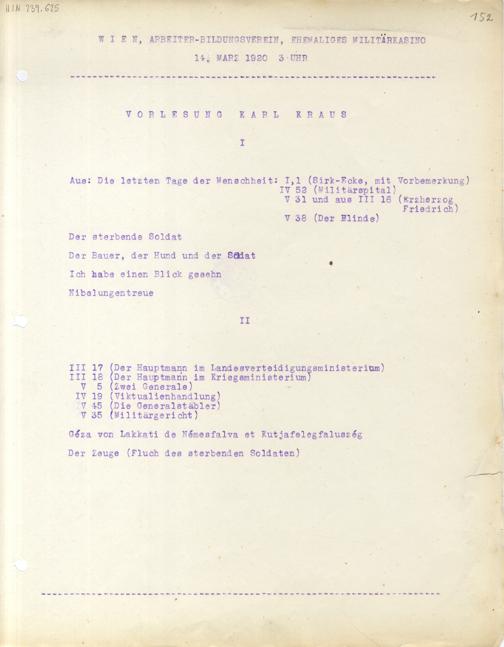 HIN 239.625
152
W I E N, ARBEITER-BILDUNGSVEREIN, EHEMALIGES MILITÄRKASINO
14. MÄRZ 1920 3 UHR
V O R L E S U N G K A R L K R A U S
I
Aus: Die letzten Tage der Menschheit: I,1 (Sirk-Ecke, mit Vorbemerkung)
IV 52 (Militärspital)
V 31 und aus III 16 (Erzherzog
Friedrich)
V 38 (Der Blinde)
Der sterbende Soldat
Der Bauer, der Hund und der Soldat
Ich habe einen Blick gesehn
Nibelungentreue
II
III 17 (Der Hauptmann im Landesverteidigungsministerium)
III 18 (Der Hauptmann im Kriegsministerium)
V 5 (Zwei Generale)
IV 19 (Viktualienhandlung)
IV 45 (Die Generalstäbler)
V 35 (Militärgericht)
Géza von Lakkati de Némesfalva et Kutjafelegfaluszég
Der Zeuge (Fluch des sterbenden Soldaten)